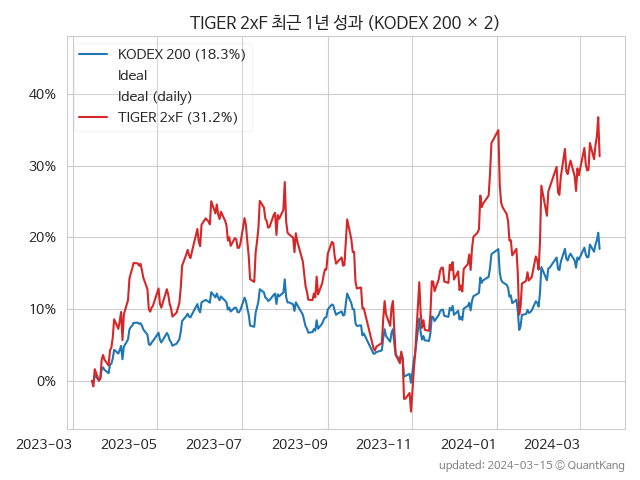 TIGER 2xF 최근 1년 성과 (KODEX 200 × 2)
KODEX 200 (18.3%)
Ideal
Ideal (daily)
TIGER 2xF (31.2%)
40%
30%
20%
10%
0%
2023-03 2023-05 2023-07 2023-09 2023-11 2024-01 2024-03
updated: 2024-03-15 © QuantKang